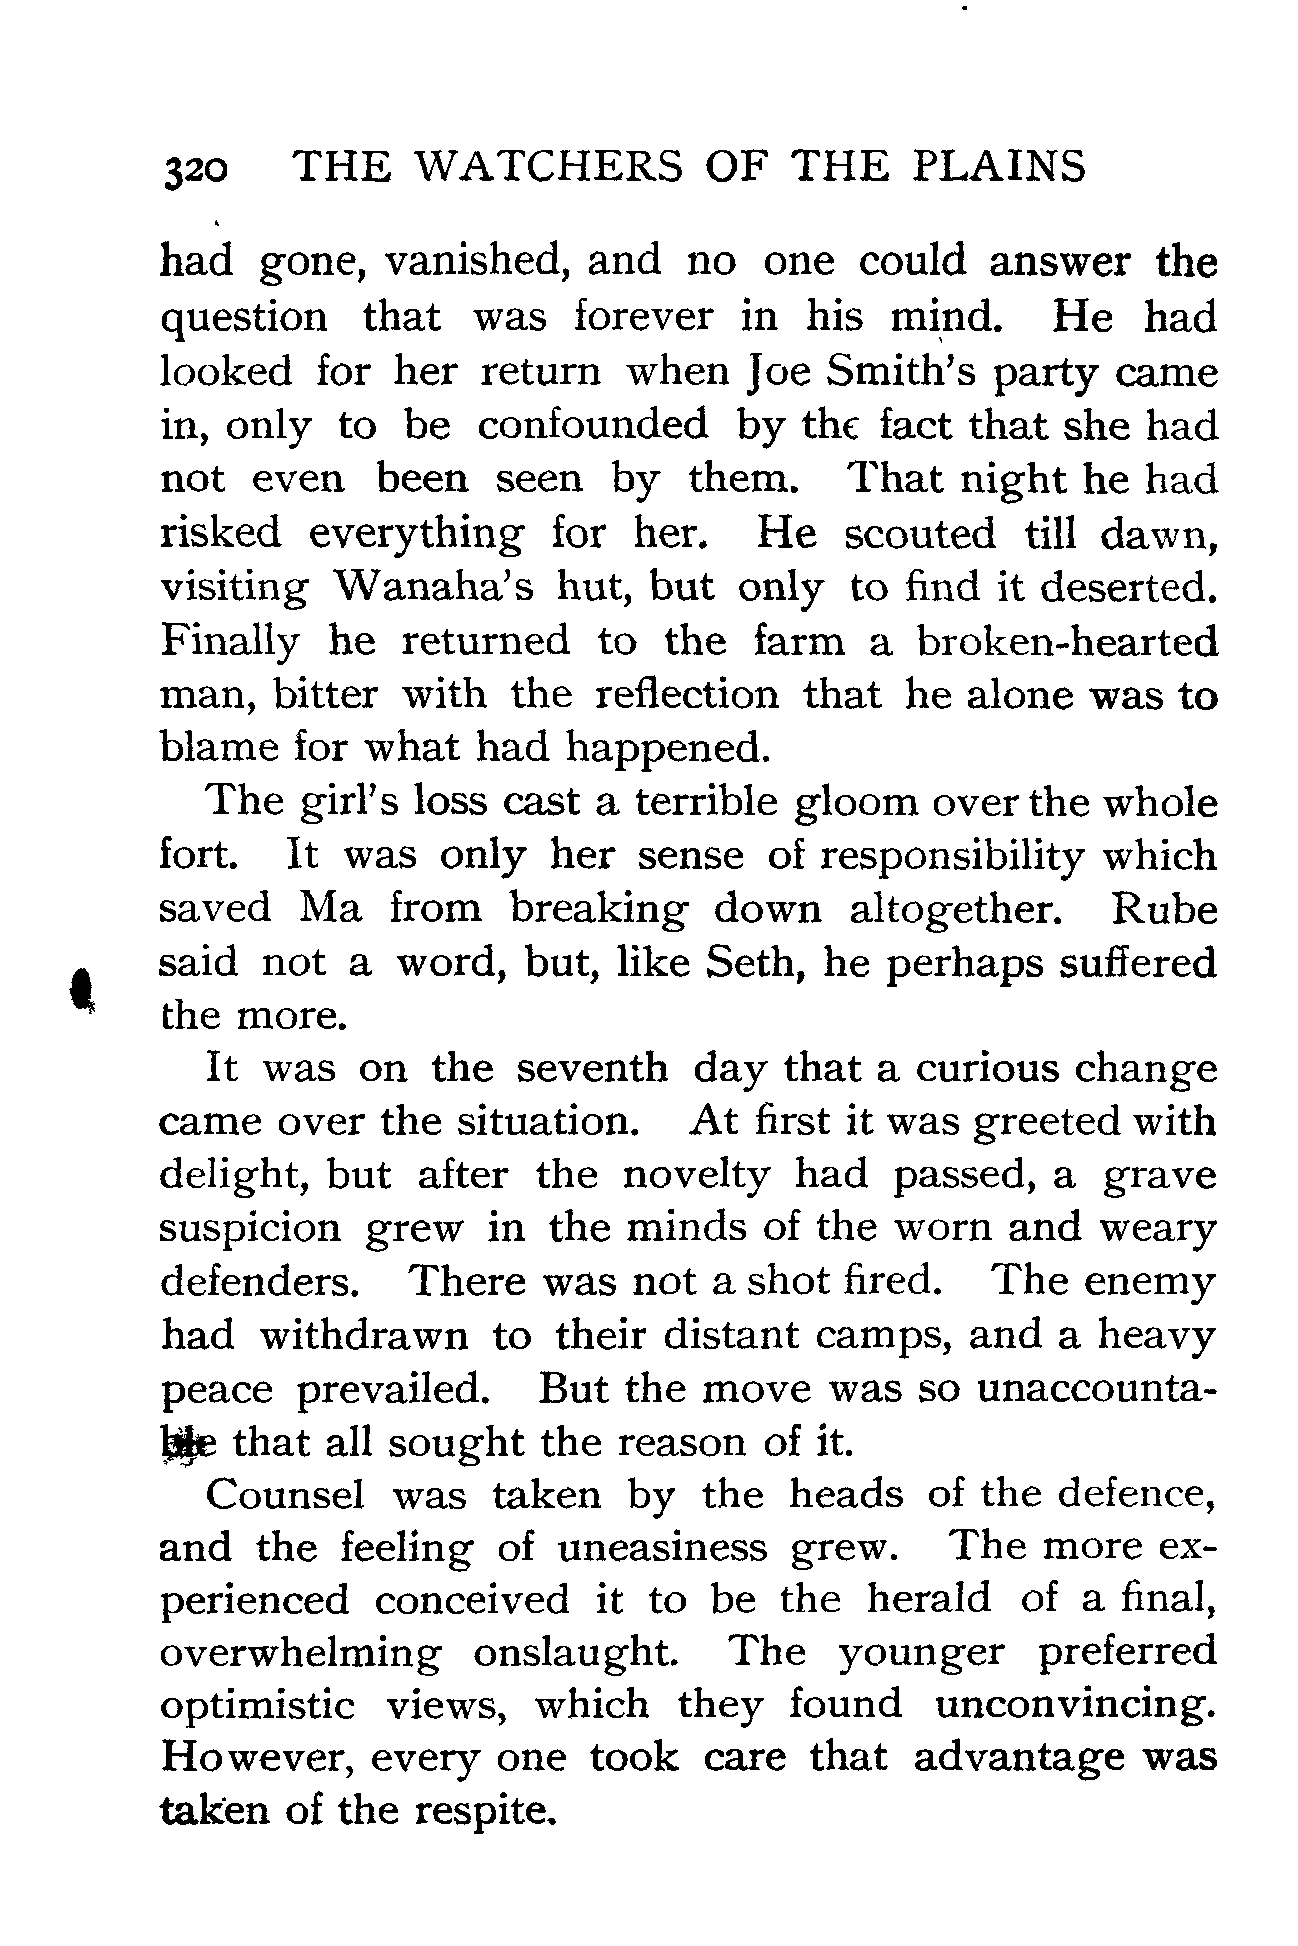 320 THE WATCHERS OF THE PLAINS
had gone, vanished, and no one could answer the
question that was forever in his mind. He had
looked for her return when Joe Smith's party came
in, only to be confounded by the fact that she had
not even been seen by them. That night he had
risked everything for her. He scouted till dawn,
visiting Wanaha's hut, but only to find it deserted.
Finally he returned to the farm a broken-hearted
man, bitter with the reflection that he alone was to
blame for what had happened.
The girl's loss cast a terrible gloom over the whole
fort. It was only her sense of responsibility which
saved Ma from breaking down altogether. Rube
said not a word, but, like Seth, he perhaps suffered
the more.
It was on the seventh day that a curious change
came over the situation. At first it was greeted with
delight, but after the novelty had passed, a grave
suspicion grew in the minds of the worn and weary
defenders. There was not a shot fired. The enemy
had withdrawn to their distant camps, and a heavy
peace prevailed. But the move was so unaccounta-
ble that all sought the reason of it.
Counsel was taken by the heads of the defence,
and the feeling of uneasiness grew. The more ex-
perienced conceived it to be the herald of a final,
overwhelming onslaught. The younger preferred
optimistic views, which they found unconvincing.
However, every one took care that advantage was
taken of the respite.